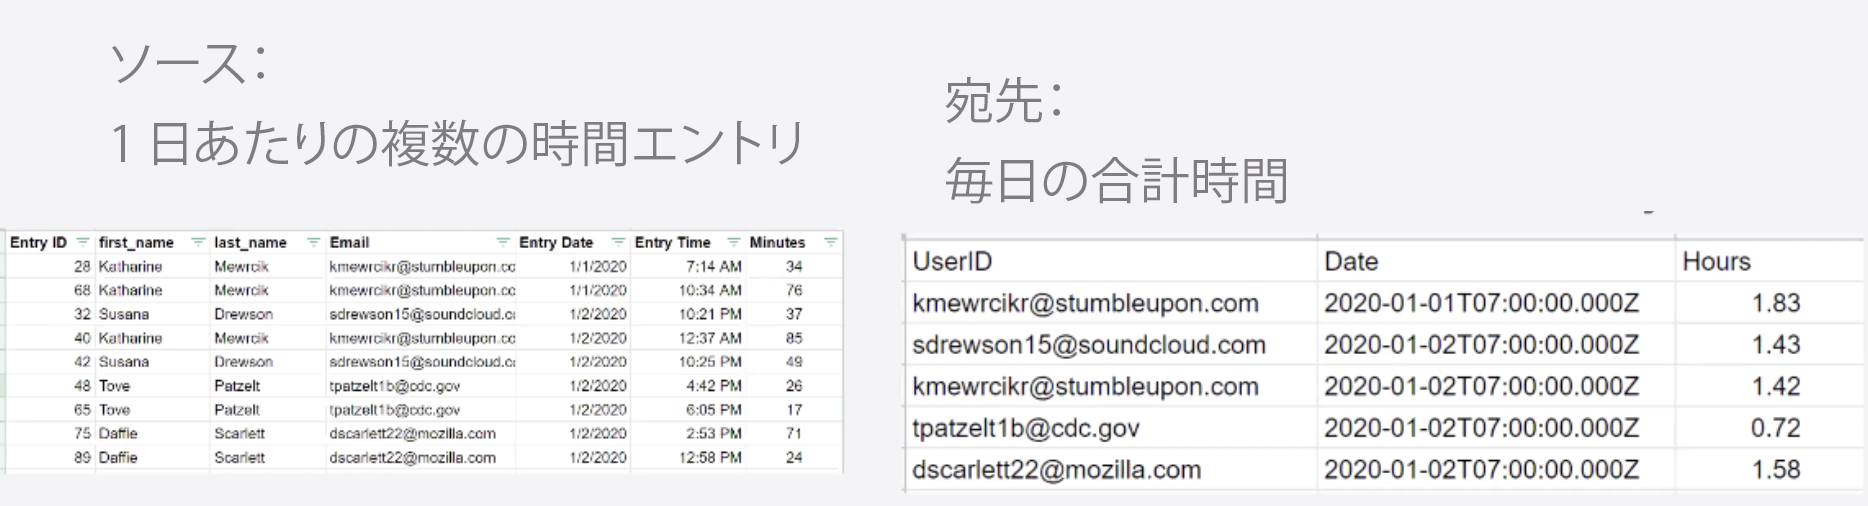 ソース：
1 日あたりの複数の時間エントリ
Entry ID first_name last_name Email Entry Date Entry Time Minutes
28 Katharine Mewrcik kmewrcikr@stumbleupon.co 1/1/2020 7:14 AM 34
68 Katharine Mewrcik kmewrcikr@stumbleupon.co 1/1/2020 10:34 AM 76
32 Susana Drewson sdrewson15@soundcloud.c 1/2/2020 10:21 PM 37
40 Katharine Mewrcik kmewrcikr@stumbleupon.co 1/2/2020 12:37 AM 85
42 Susana Drewson sdrewson15@soundcloud.c 1/2/2020 10:25 PM 49
48 Tove Patzelt tpatzelt1b@cdc.gov 1/2/2020 4:42 PM 26
65 Tove Patzelt tpatzelt1b@cdc.gov 1/2/2020 6:05 PM 17
75 Daffie Scarlett dscarlett22@mozilla.com 1/2/2020 2:53 PM 71
89 Daffie Scarlett dscarlett22@mozilla.com 1/2/2020 12:58 PM 24
宛先：
毎日の合計時間
UserID Date Hours
kmewrcikr@stumbleupon.com 2020-01-01T07:00:00.000Z 1.83
sdrewson15@soundcloud.com 2020-01-02T07:00:00.000Z 1.43
kmewrcikr@stumbleupon.com 2020-01-02T07:00:00.000Z 1.42
tpatzelt1b@cdc.gov 2020-01-02T07:00:00.000Z 0.72
dscarlett22@mozilla.com 2020-01-02T07:00:00.000Z 1.58